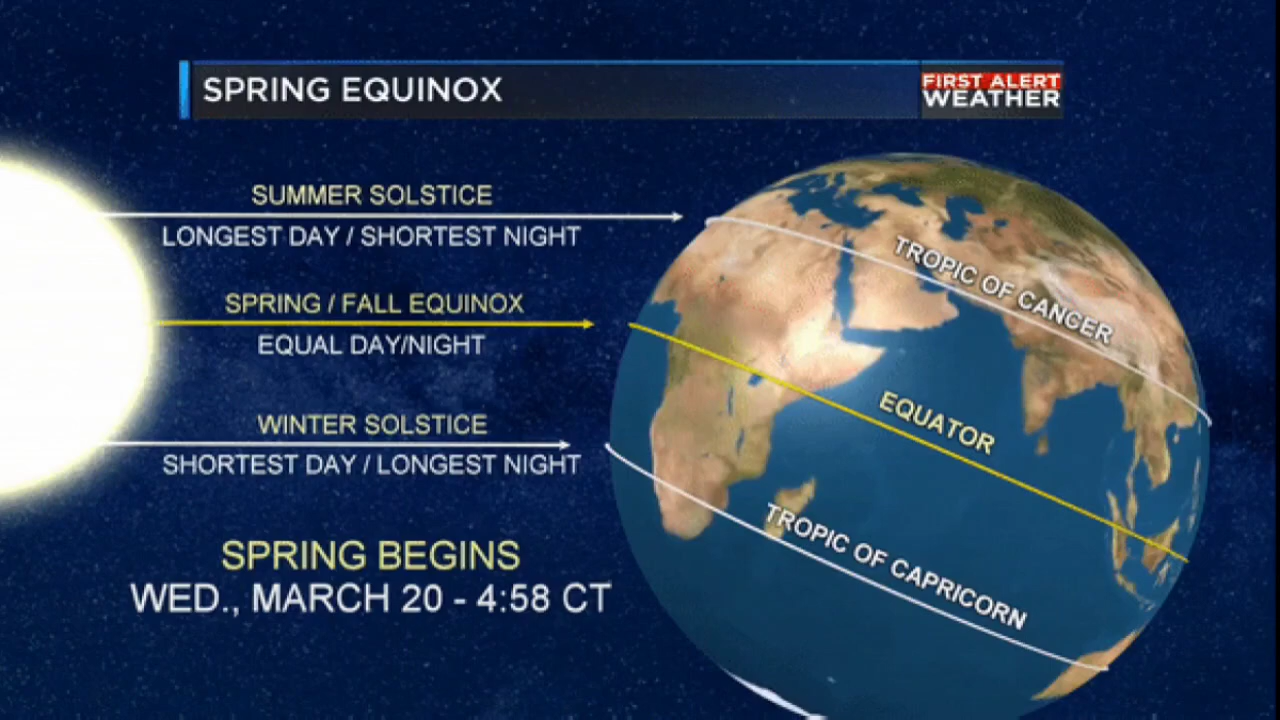 SPRING EQUINOX
FIRST ALERT
WEATHER
SUMMER SOLSTICE
LONGEST DAY / SHORTEST NIGHT
SPRING / FALL EQUINOX
EQUAL DAY/NIGHT
WINTER SOLSTICE
SHORTEST DAY / LONGEST NIGHT
SPRING BEGINS
WED., MARCH 20 - 4:58 CT
TROPIC OF CANCER
EQUATOR
TROPIC OF CAPRICORN